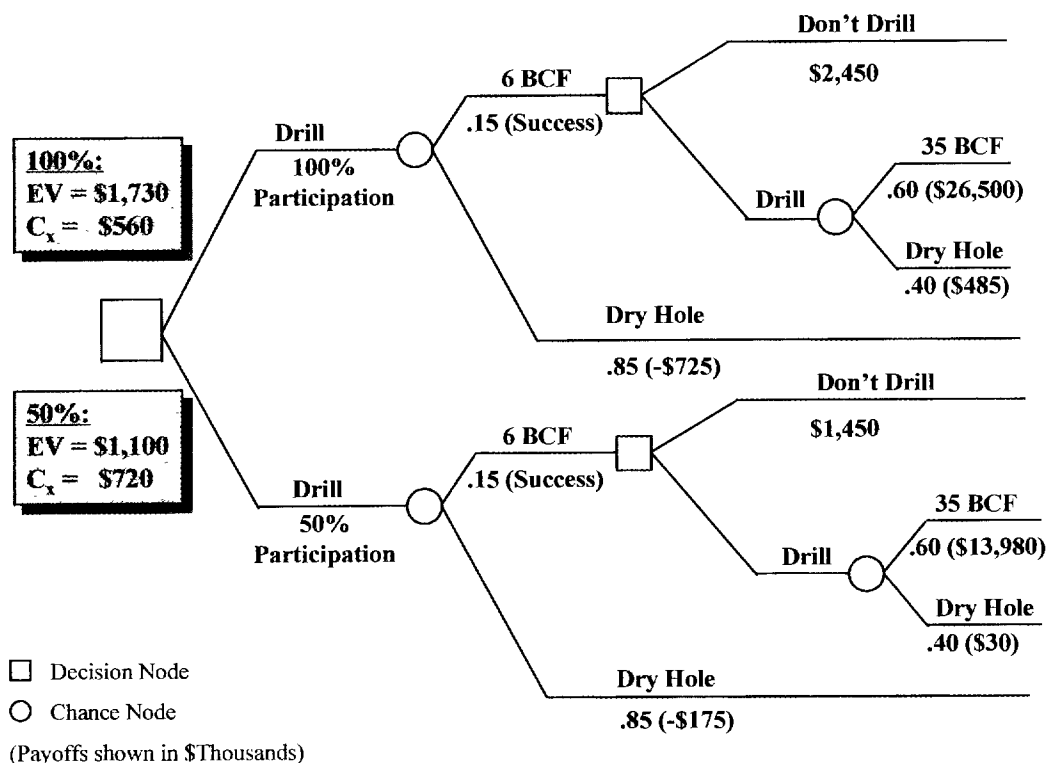 Don't Drill
$2,450
6 BCF
.15 (Success)
Drill
100%
Participation
35 BCF
.60 ($26,500)
Drill
Dry Hole
.40 ($485)
Dry Hole
.85 (-$725)
100%:
EV = $1,730
Cx = $560
50%:
EV = $1,100
Cx = $720
Don't Drill
$1,450
6 BCF
.15 (Success)
Drill
50%
Participation
35 BCF
.60 ($13,980)
Drill
Dry Hole
.40 ($30)
Dry Hole
.85 (-$175)
Decision Node
Chance Node
(Payoffs shown in $Thousands)